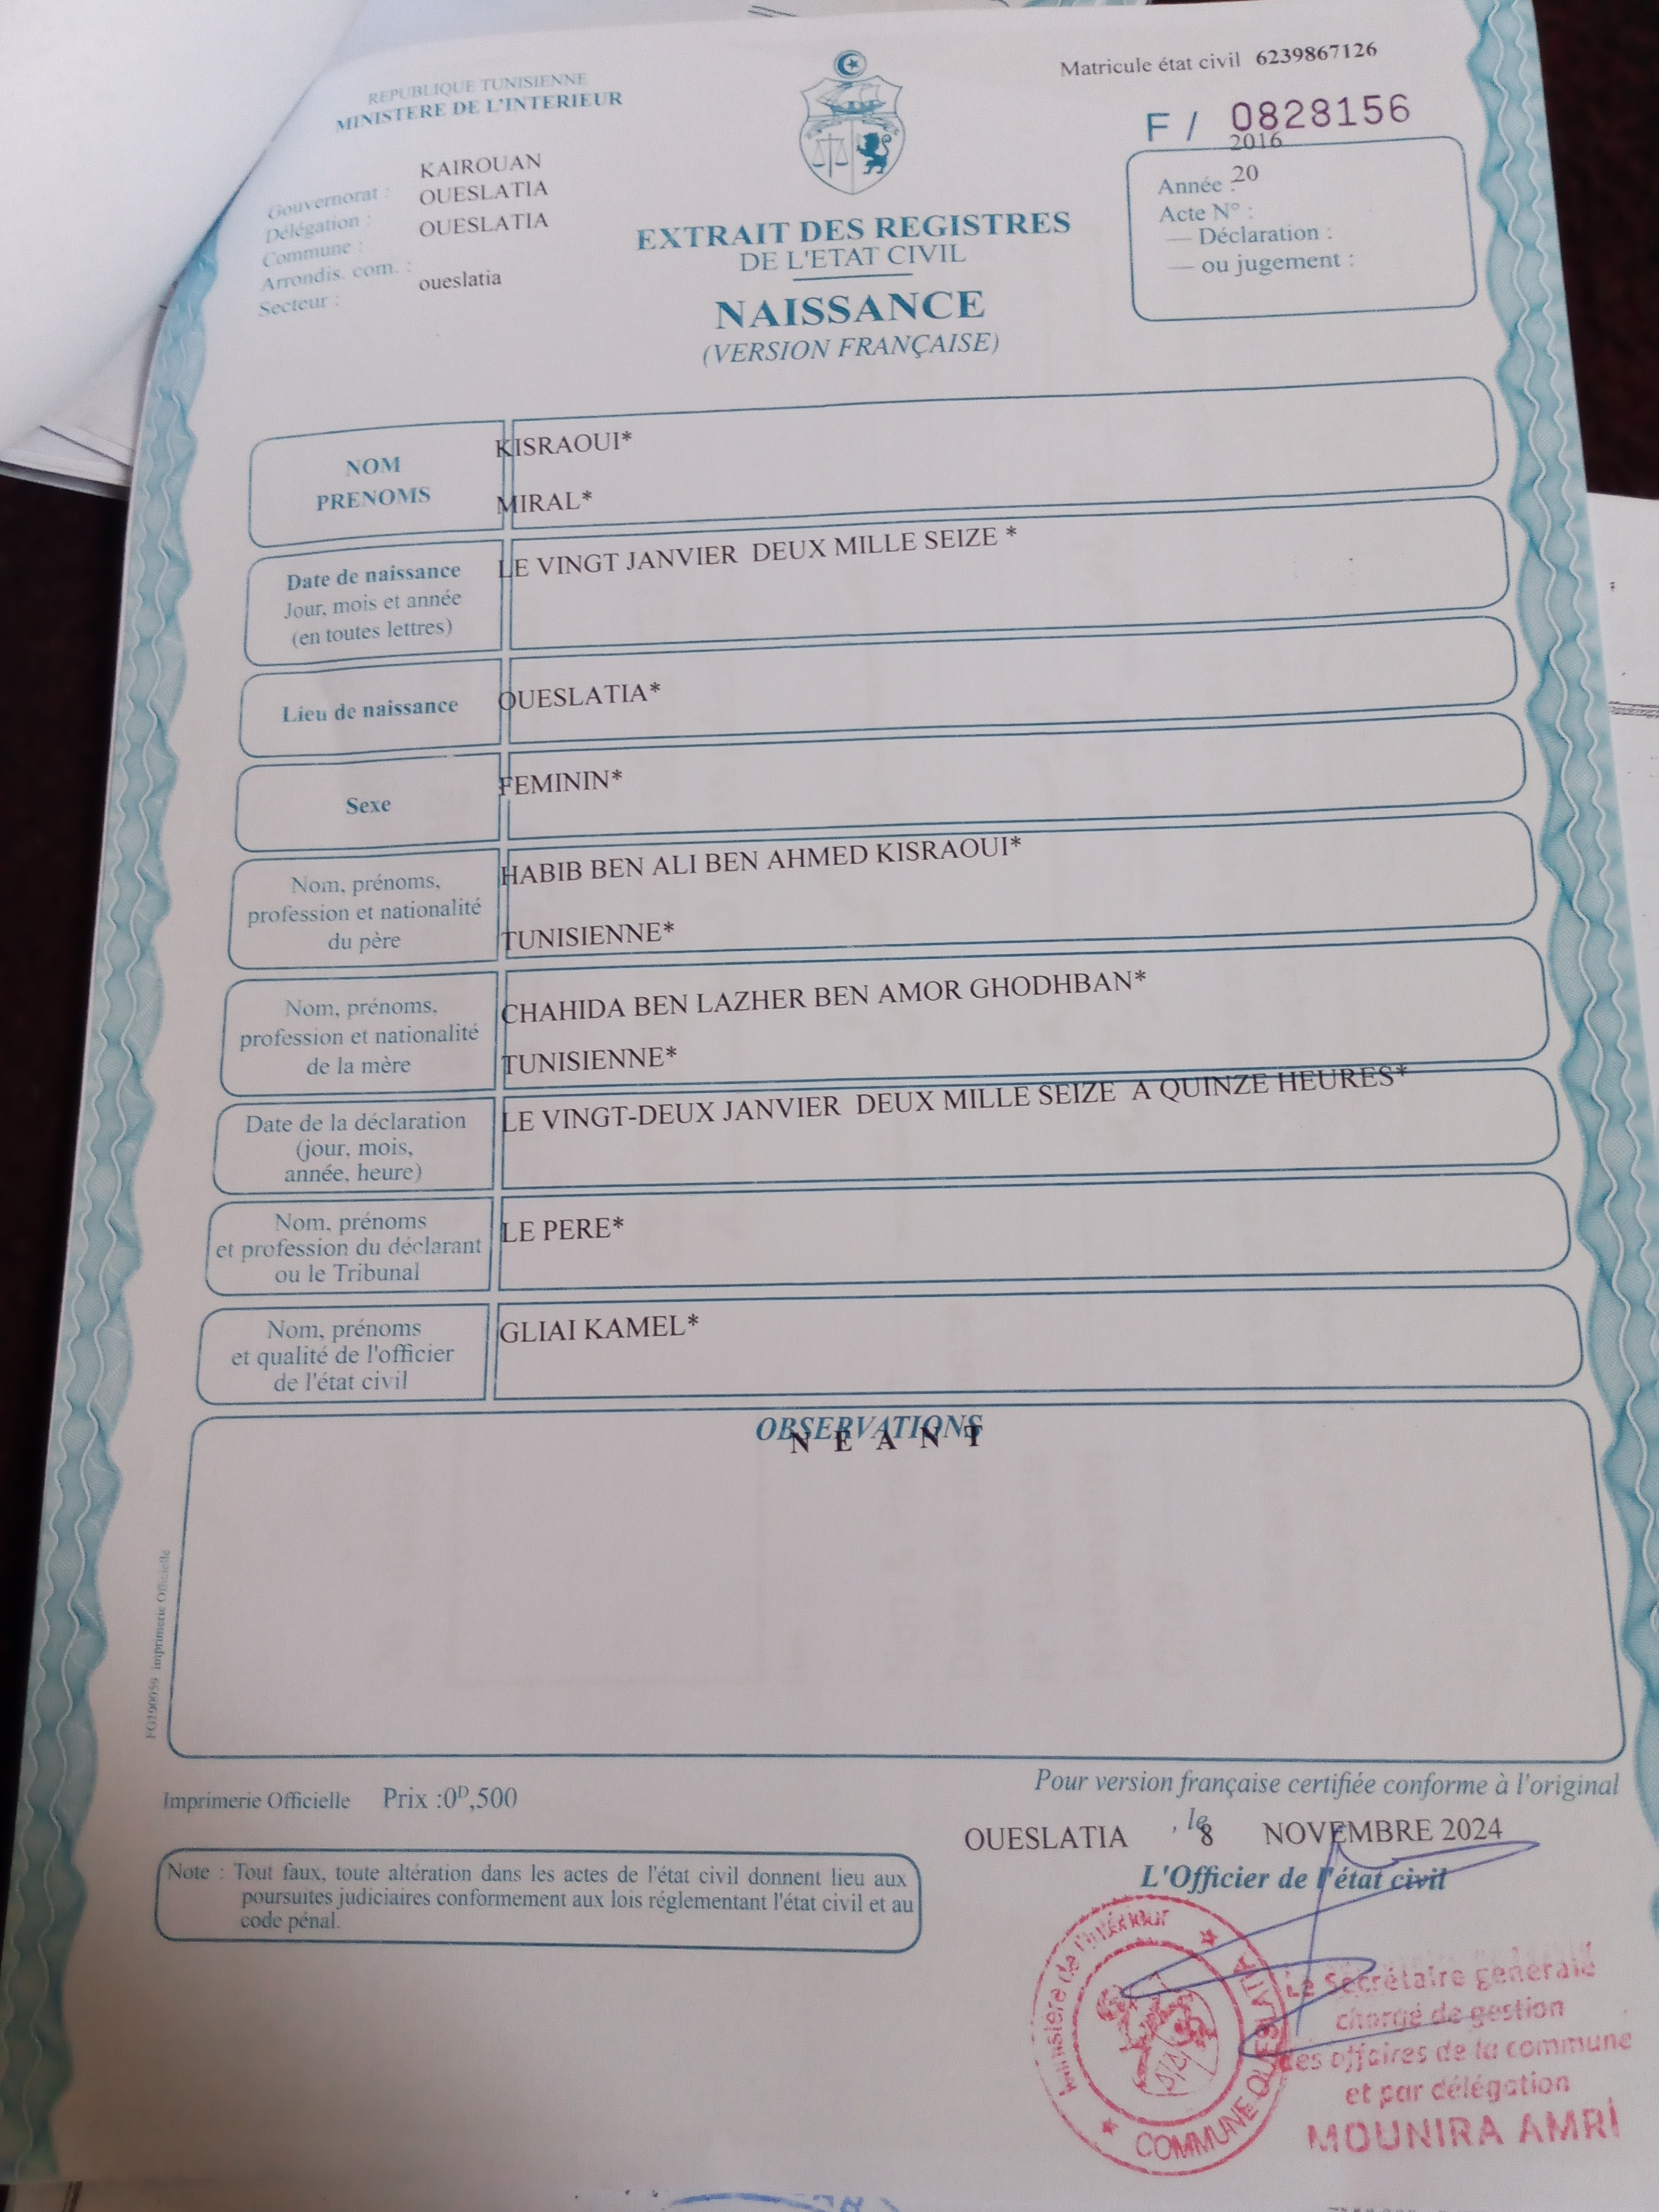 REPUBLIQUE TUNISIENNE
MINISTERE DE L'INTERIEUR
Matricule état civil 6239867126
F / 0828156
2016
Année : 20
Acte N° :
— Déclaration :
— ou jugement :
KAIROUAN
Gouvernorat : OUESLATIA
Délégation : OUESLATIA
Commune :
Arrondis. com. : oueslatia
Secteur :
EXTRAIT DES REGISTRES
DE L'ETAT CIVIL
NAISSANCE
(VERSION FRANÇAISE)
NOM KISRAOUI*
PRENOMS MIRAL*
Date de naissance LE VINGT JANVIER DEUX MILLE SEIZE *
Jour, mois et année
(en toutes lettres)
Lieu de naissance OUESLATIA*
Sexe FEMININ*
Nom, prénoms, HABIB BEN ALI BEN AHMED KISRAOUI*
profession et nationalité
du père TUNISIENNE*
Nom, prénoms, CHAHIDA BEN LAZHER BEN AMOR GHODHBAN*
profession et nationalité
de la mère TUNISIENNE*
Date de la déclaration LE VINGT-DEUX JANVIER DEUX MILLE SEIZE A QUINZE HEURES*
(jour, mois,
année, heure)
Nom, prénoms LE PERE*
et profession du déclarant
ou le Tribunal
Nom, prénoms GLIAI KAMEL*
et qualité de l'officier
de l'état civil
OBSERVATIONS
N E A N T
FG190059 imprimerie Officielle
Imprimerie Officielle Prix :0ᴰ,500
Pour version française certifiée conforme à l'original
OUESLATIA , le 8 NOVEMBRE 2024
L'Officier de l'état civil
Note : Tout faux, toute altération dans les actes de l'état civil donnent lieu aux
poursuites judiciaires conformement aux lois réglementant l'état civil et au
code pénal.
Ministère de l'Intérieur
COMMUNE OUESLATIA
Le Secrétaire generale
chargé de gestion
des affaires de la commune
et par délégation
MOUNIRA AMRI